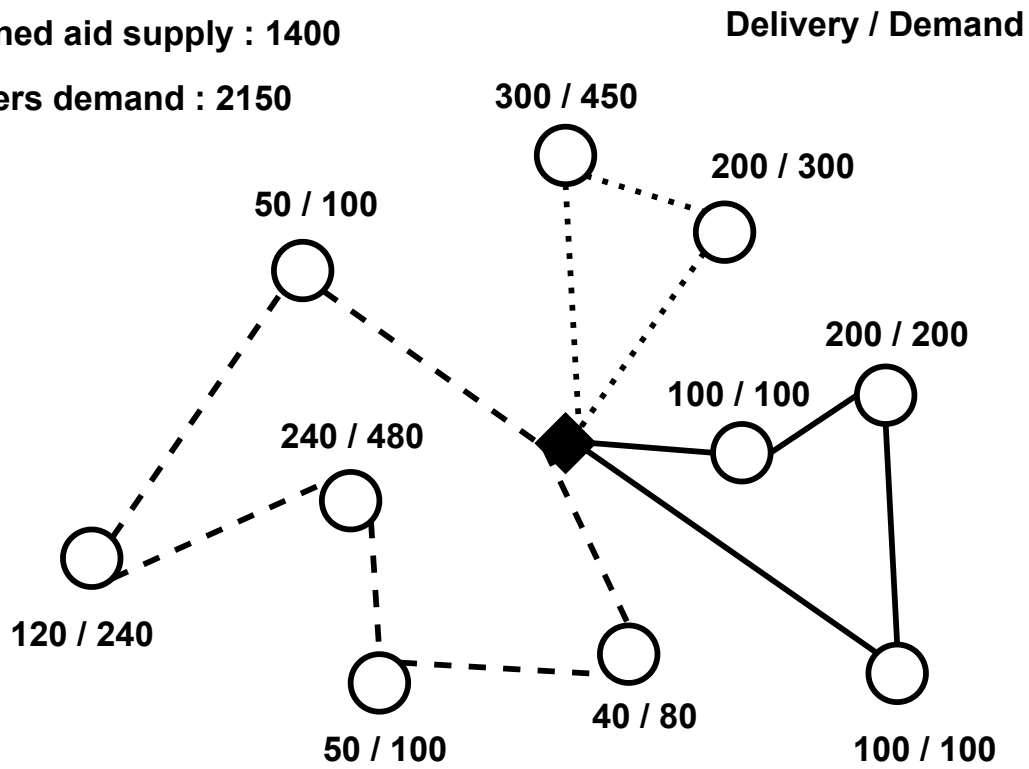 ned aid supply : 1400
Delivery / Demand
ers demand : 2150
300 / 450
200 / 300
50 / 100
200 / 200
100 / 100
240 / 480
120 / 240
40 / 80
50 / 100
100 / 100